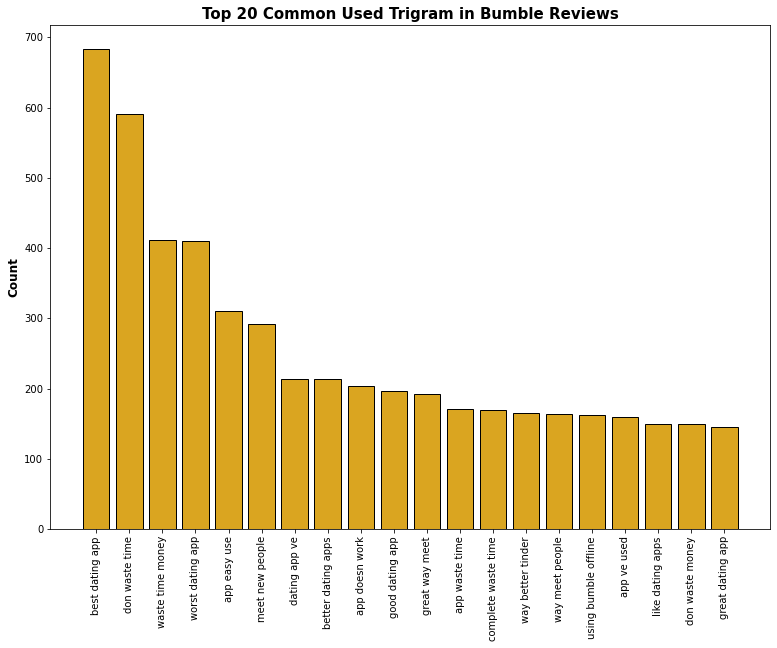 Top 20 Common Used Trigram in Bumble Reviews
700
600
500
400
300
200
100
0
Count
best dating app
don waste time
waste time money
worst dating app
app easy use
meet new people
dating app ve
better dating apps
app doesn work
good dating app
great way meet
app waste time
complete waste time
way better tinder
way meet people
using bumble offline
app ve used
like dating apps
don waste money
great dating app